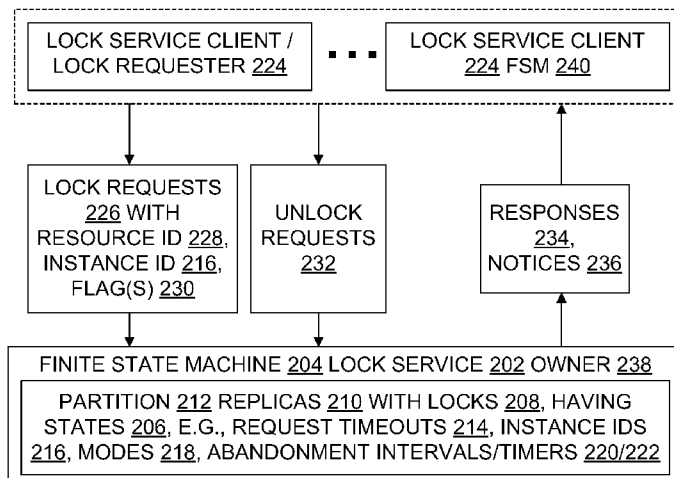 LOCK SERVICE CLIENT /
LOCK REQUESTER 224
LOCK SERVICE CLIENT
224 FSM 240
LOCK REQUESTS
226 WITH
RESOURCE ID 228,
INSTANCE ID 216,
FLAG(S) 230
UNLOCK
REQUESTS
232
RESPONSES
234,
NOTICES 236
FINITE STATE MACHINE 204 LOCK SERVICE 202 OWNER 238
PARTITION 212 REPLICAS 210 WITH LOCKS 208, HAVING
STATES 206, E.G., REQUEST TIMEOUTS 214, INSTANCE IDS
216, MODES 218, ABANDONMENT INTERVALS/TIMERS 220/222